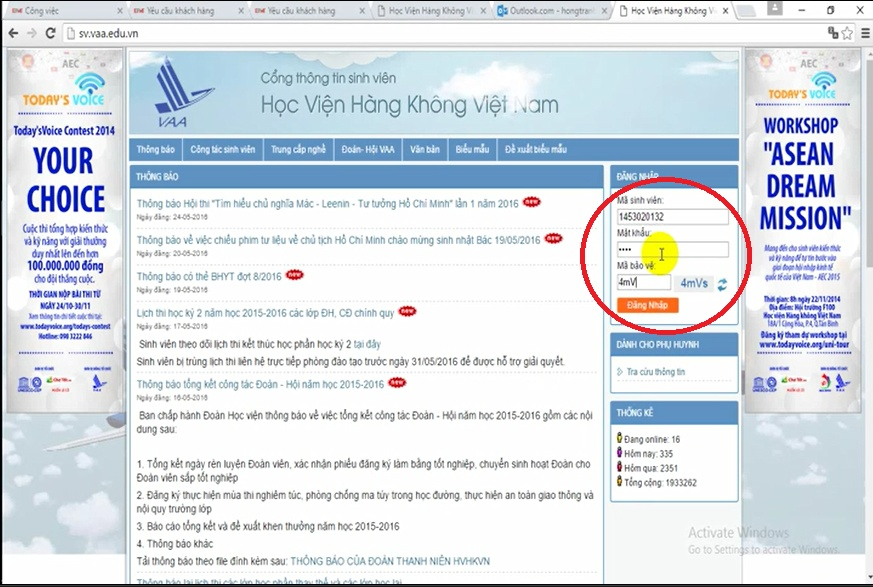 Công việc
Yêu cầu khách hàng
Yêu cầu khách hàng
Học Viện Hàng Không Việ
Outlook.com - hongtranl
Học Viện Hàng Không Việ
sv.vaa.edu.vn
AEC
TODAY'S VOICE
Today'sVoice Contest 2014
YOUR
CHOICE
Cuộc thi tổng hợp kiến thức
và kỹ năng với giải thưởng
duy nhất lên đến hơn
100.000.000 đồng
cho đội thắng cuộc.
THỜI GIAN NỘP BÀI THI TỪ
NGÀY 24/10-30/11
Xem thông tin chi tiết cuộc thi tại:
www.todayvoice.org/todays-contest
Hotline: 098 3222 846
VAA
Cổng thông tin sinh viên
Học Viện Hàng Không Việt Nam
Thông báo
Công tác sinh viên
Trung cấp nghề
Đoàn- Hội VAA
Văn bản
Biểu mẫu
Đề xuất biểu mẫu
THÔNG BÁO
Thông báo Hội thi "Tìm hiểu chủ nghĩa Mác - Leenin - Tư tưởng Hồ Chí Minh" lần 1 năm 2016 new
Ngày đăng: 24-05-2016
Thông báo về việc chiếu phim tư liệu về chủ tịch Hồ Chí Minh chào mừng sinh nhật Bác 19/05/2016 new
Ngày đăng: 20-05-2016
Thông báo có thẻ BHYT đợt 8/2016 new
Ngày đăng: 19-05-2016
Lịch thi học kỳ 2 năm học 2015-2016 các lớp ĐH, CĐ chính quy new
Ngày đăng: 17-05-2016
Sinh viên theo dõi lịch thi kết thúc học phần học kỳ 2 tại đây
Sinh viên bị trùng lịch thi liên hệ trực tiếp phòng đào tạo trước ngày 31/05/2016 để được hỗ trợ giải quyết.
Thông báo tổng kết công tác Đoàn - Hội năm học 2015-2016 new
Ngày đăng: 16-05-2016
Ban chấp hành Đoàn Học viện thông báo về việc tổng kết công tác Đoàn - Hội năm học 2015-2016 gồm các nội
dung sau:
1. Tổng kết ngày rèn luyện Đoàn viên, xác nhận phiếu đăng ký làm bằng tốt nghiệp, chuyển sinh hoạt Đoàn cho
Đoàn viên sắp tốt nghiệp
2. Đăng ký thực hiện mùa thi nghiêm túc, phòng chống ma túy trong học đường, thực hiện an toàn giao thông và
nội quy trường lớp
3. Báo cáo tổng kết và đề xuất khen thưởng năm học 2015-2016
4. Thông báo khác
Tải thông báo theo file đính kèm sau: THÔNG BÁO CỦA ĐOÀN THANH NIÊN HVHKVN
Thông báo lại lịch thi các lớp học phần thay thế và các lớp học lại
ĐĂNG NHẬP
Mã sinh viên:
1453020132
Mật khẩu:
••••
Mã bảo vệ:
4mV
4mVs
Đăng Nhập
DÀNH CHO PHỤ HUYNH
Tra cứu thông tin
THỐNG KÊ
Đang online: 16
Hôm nay: 335
Hôm qua: 2351
Tổng cộng: 1933262
AEC
TODAY'S VOICE
WORKSHOP
"ASEAN
DREAM
MISSION"
Mang đến cho sinh viên kiến thức
và kỹ năng để tự tin bước vào
giai đoạn hội nhập kinh tế
quốc tế của Việt Nam - AEC 2015
Thời gian: 8h ngày 22/11/2014
Địa điểm: Hội trường F100
Học Viện Hàng Không Việt Nam
18A/1 Cộng Hòa, P.4, Q.Tân Bình
Đăng ký tham dự workshop tại
www.todayvoice.org/uni-tour
Activate Windows
Go to Settings to activate Windows.